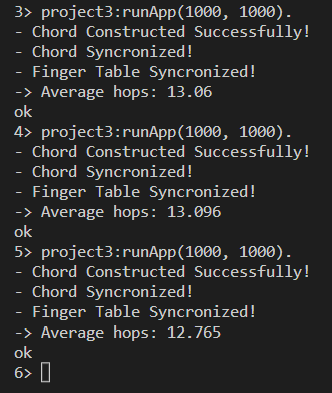 3> project3:runApp(1000, 1000).
- Chord Constructed Successfully!
- Chord Syncronized!
- Finger Table Syncronized!
-> Average hops: 13.06
ok
4> project3:runApp(1000, 1000).
- Chord Constructed Successfully!
- Chord Syncronized!
- Finger Table Syncronized!
-> Average hops: 13.096
ok
5> project3:runApp(1000, 1000).
- Chord Constructed Successfully!
- Chord Syncronized!
- Finger Table Syncronized!
-> Average hops: 12.765
ok
6>